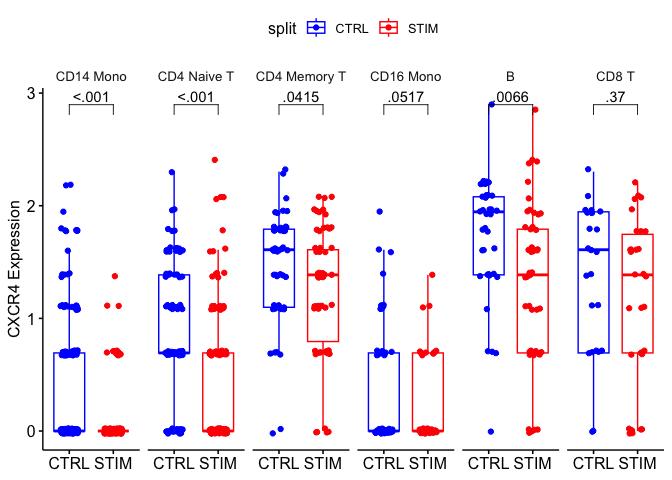 split CTRL STIM
CD14 Mono CD4 Naive T CD4 Memory T CD16 Mono B CD8 T
<.001 <.001 .0415 .0517 .0066 .37
CXCR4 Expression
3
2
1
0
CTRL STIM CTRL STIM CTRL STIM CTRL STIM CTRL STIM CTRL STIM